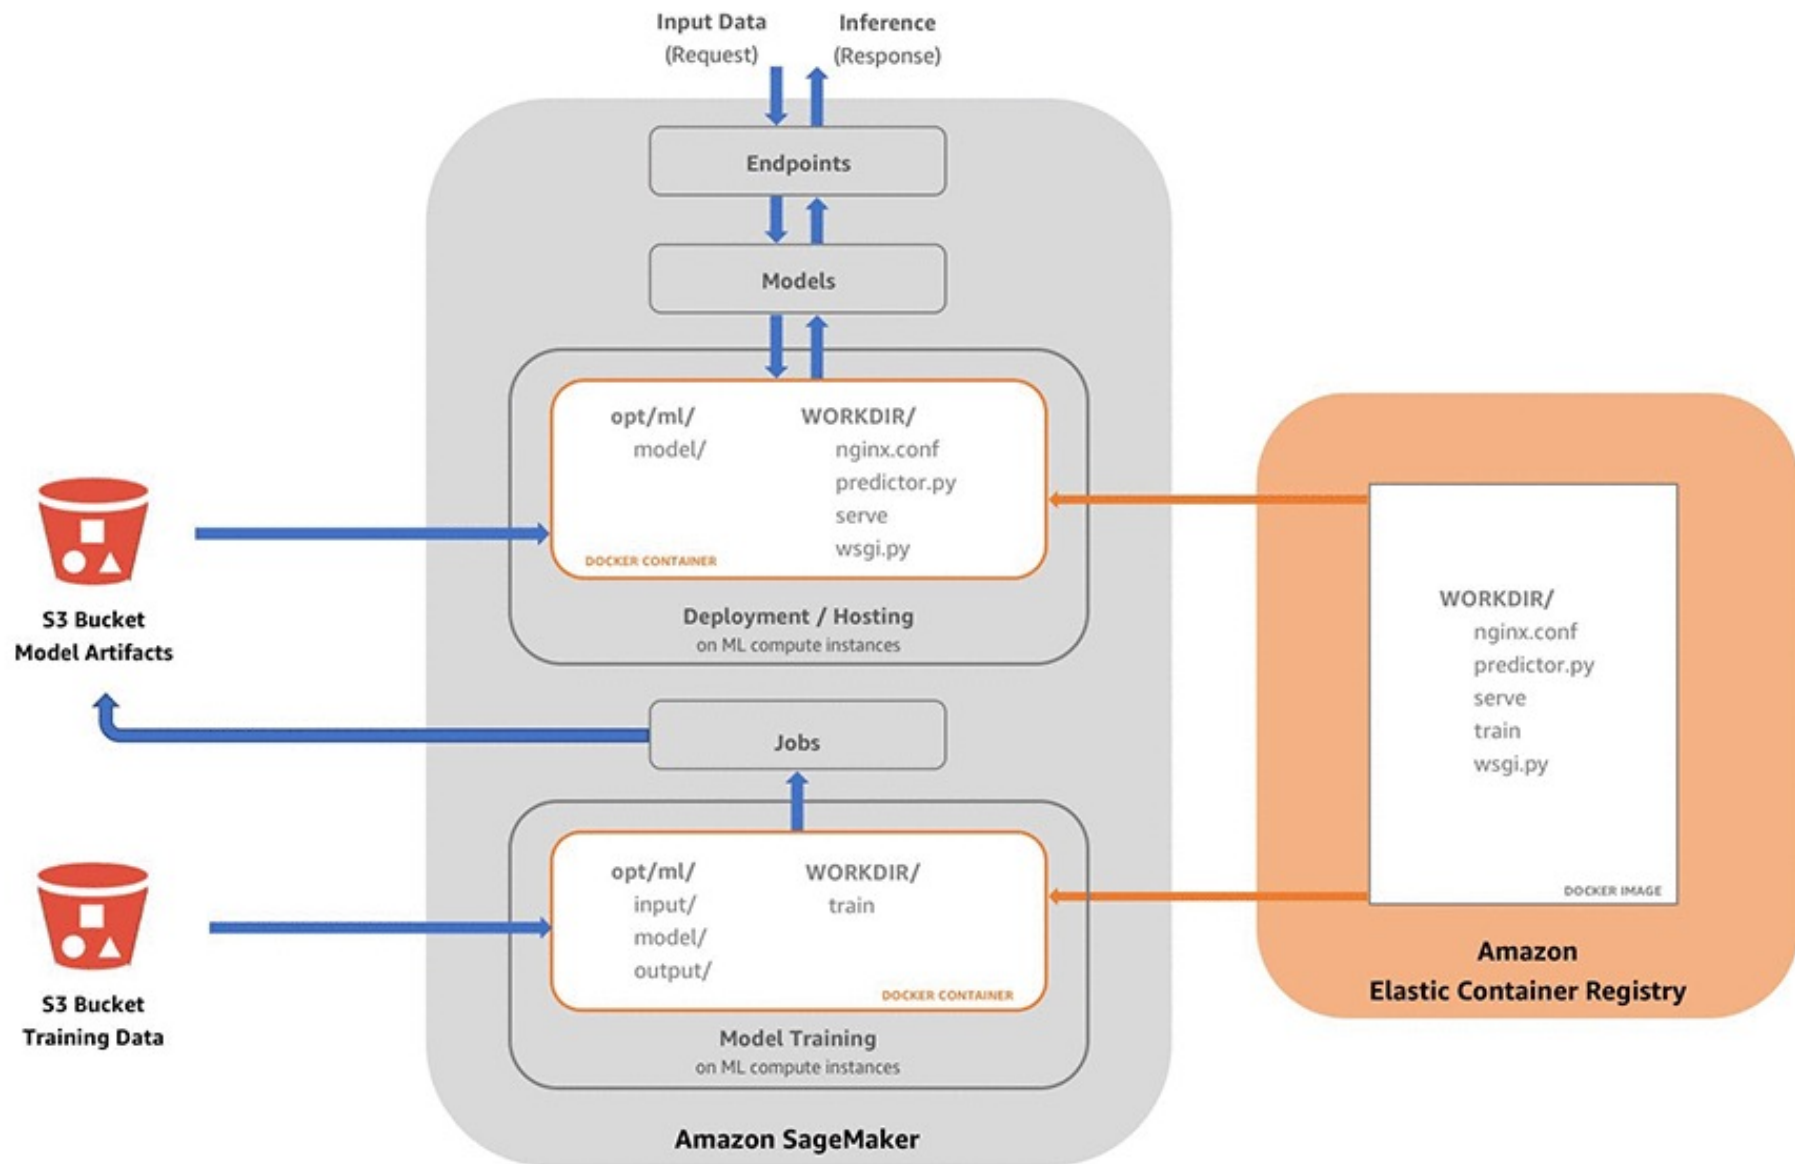 Input Data
(Request)
Inference
(Response)
Endpoints
Models
opt/ml/
model/
WORKDIR/
nginx.conf
predictor.py
serve
wsgi.py
DOCKER CONTAINER
Deployment / Hosting
on ML compute instances
S3 Bucket
Model Artifacts
Jobs
opt/ml/
input/
model/
output/
WORKDIR/
train
DOCKER CONTAINER
Model Training
on ML compute instances
S3 Bucket
Training Data
Amazon SageMaker
WORKDIR/
nginx.conf
predictor.py
serve
train
wsgi.py
DOCKER IMAGE
Amazon
Elastic Container Registry